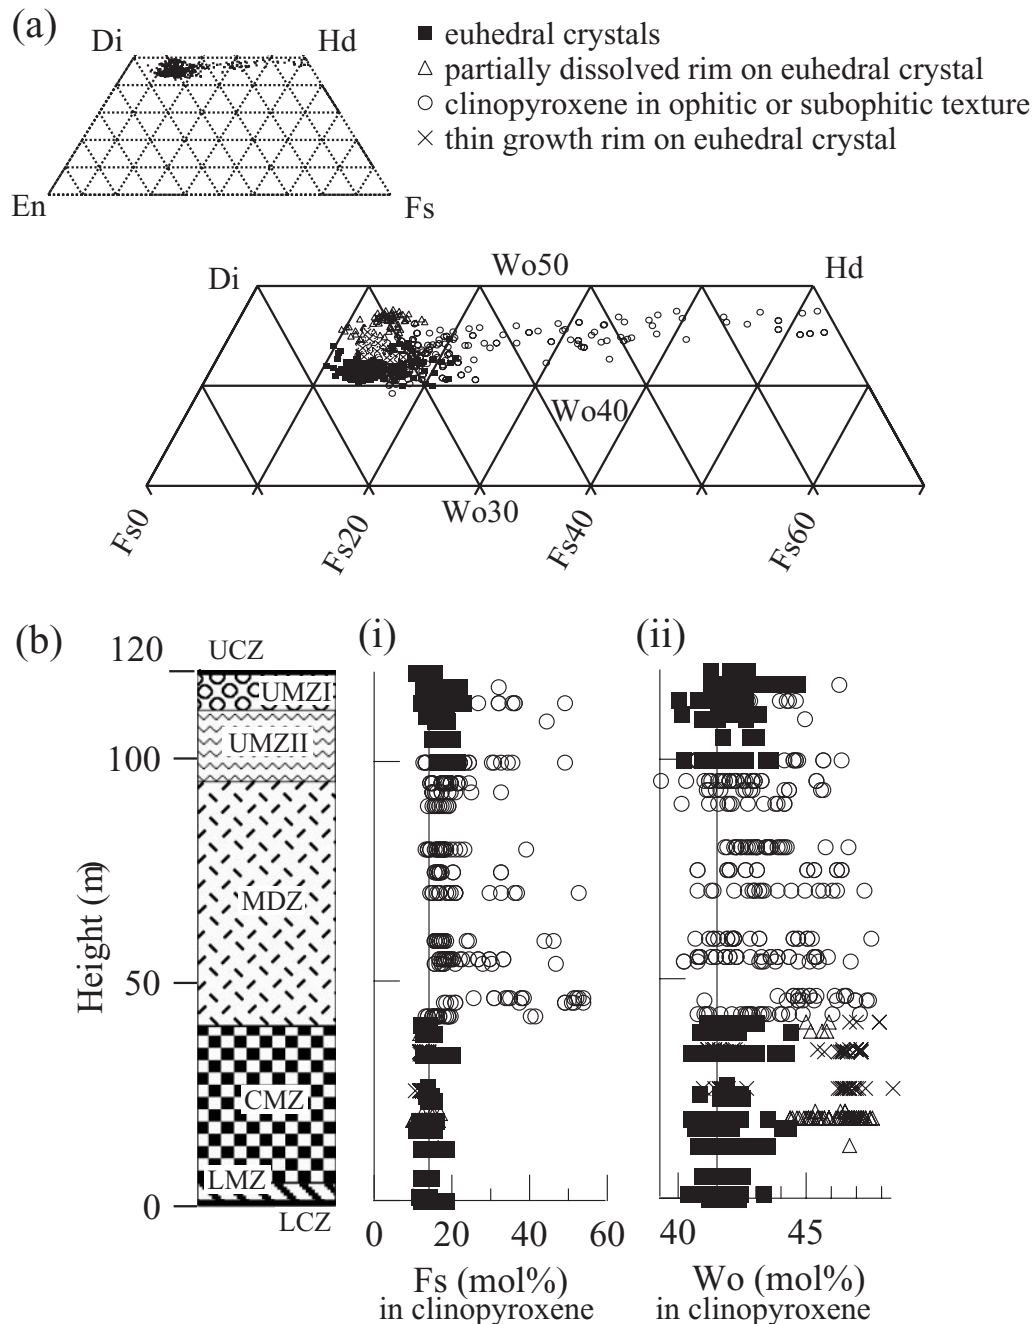 (a)
Di
Hd
En
Fs
■ euhedral crystals
△ partially dissolved rim on euhedral crystal
○ clinopyroxene in ophitic or subophitic texture
× thin growth rim on euhedral crystal
Di
Wo50
Hd
Wo40
Wo30
Fs0
Fs20
Fs40
Fs60
(b)
(i)
(ii)
120
UCZ
UMZI
UMZII
100
MDZ
Height (m)
50
CMZ
LMZ
0
LCZ
0 20 40 60
Fs (mol%)
in clinopyroxene
40 45
Wo (mol%)
in clinopyroxene